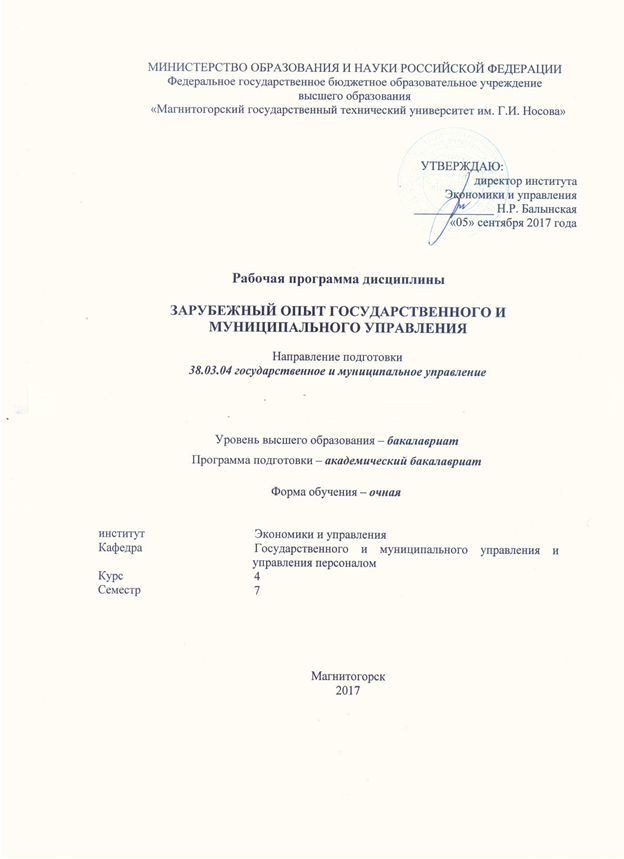 МИНИСТЕРСТВО ОБРАЗОВАНИЯ И НАУКИ РОССИЙСКОЙ ФЕДЕРАЦИИ
Федеральное государственное бюджетное образовательное учреждение
высшего образования
«Магнитогорский государственный технический университет им. Г.И. Носова»
УТВЕРЖДАЮ:
директор института
Экономики и управления
Н.Р. Балынская
«05» сентября 2017 года
Рабочая программа дисциплины
ЗАРУБЕЖНЫЙ ОПЫТ ГОСУДАРСТВЕННОГО И
МУНИЦИПАЛЬНОГО УПРАВЛЕНИЯ
Направление подготовки
38.03.04 государственное и муниципальное управление
Уровень высшего образования – бакалавриат
Программа подготовки – академический бакалавриат
Форма обучения – очная
институт Экономики и управления
Кафедра Государственного и муниципального управления и
управления персоналом
Курс 4
Семестр 7
Магнитогорск
2017